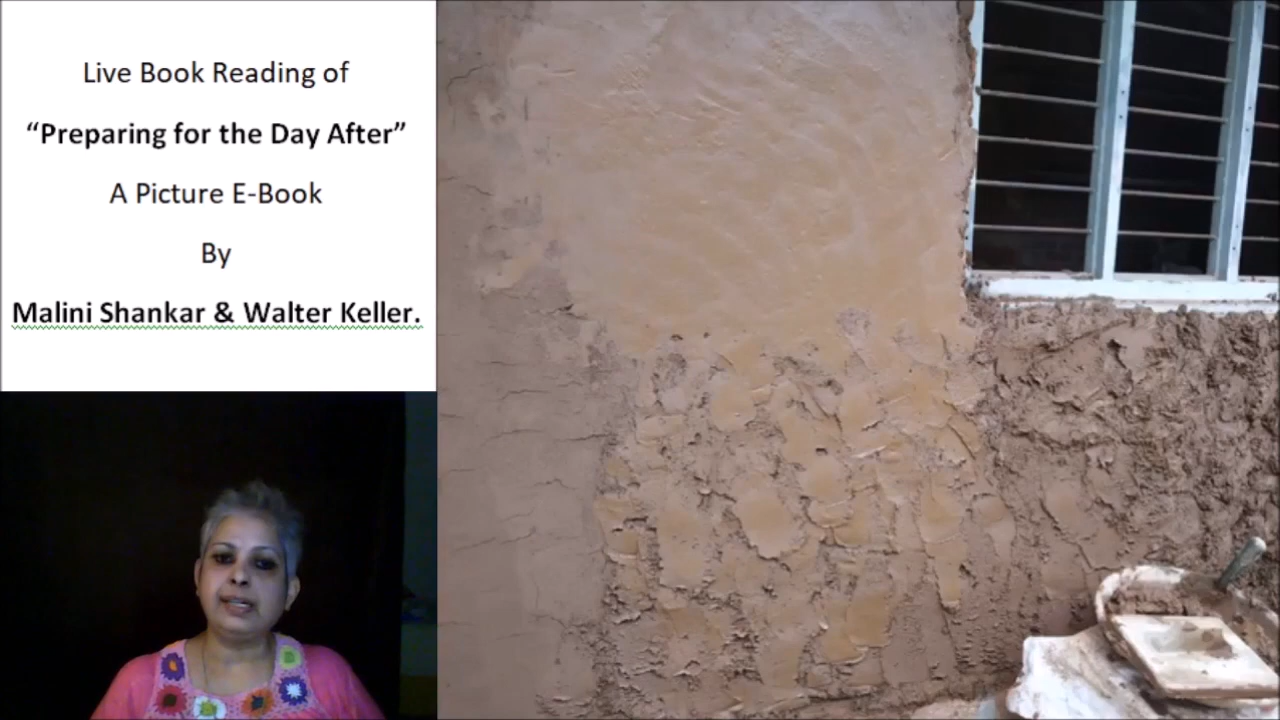 Live Book Reading of
“Preparing for the Day After”
A Picture E-Book
By
Malini Shankar & Walter Keller.